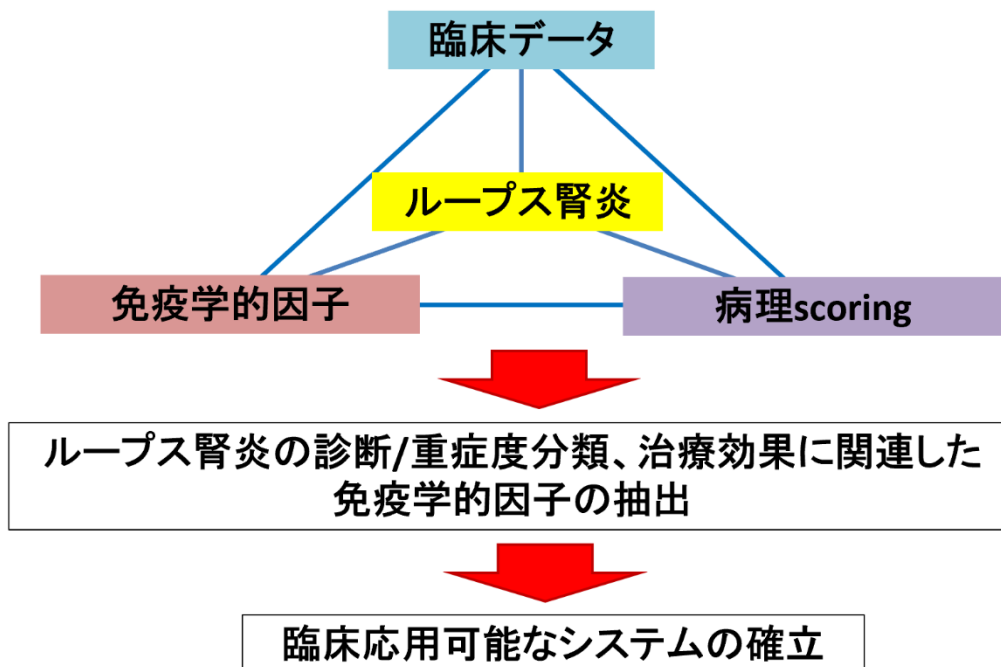 臨床データ
ループス腎炎
免疫学的因子
病理scoring
ループス腎炎の診断/重症度分類、治療効果に関連した
免疫学的因子の抽出
臨床応用可能なシステムの確立